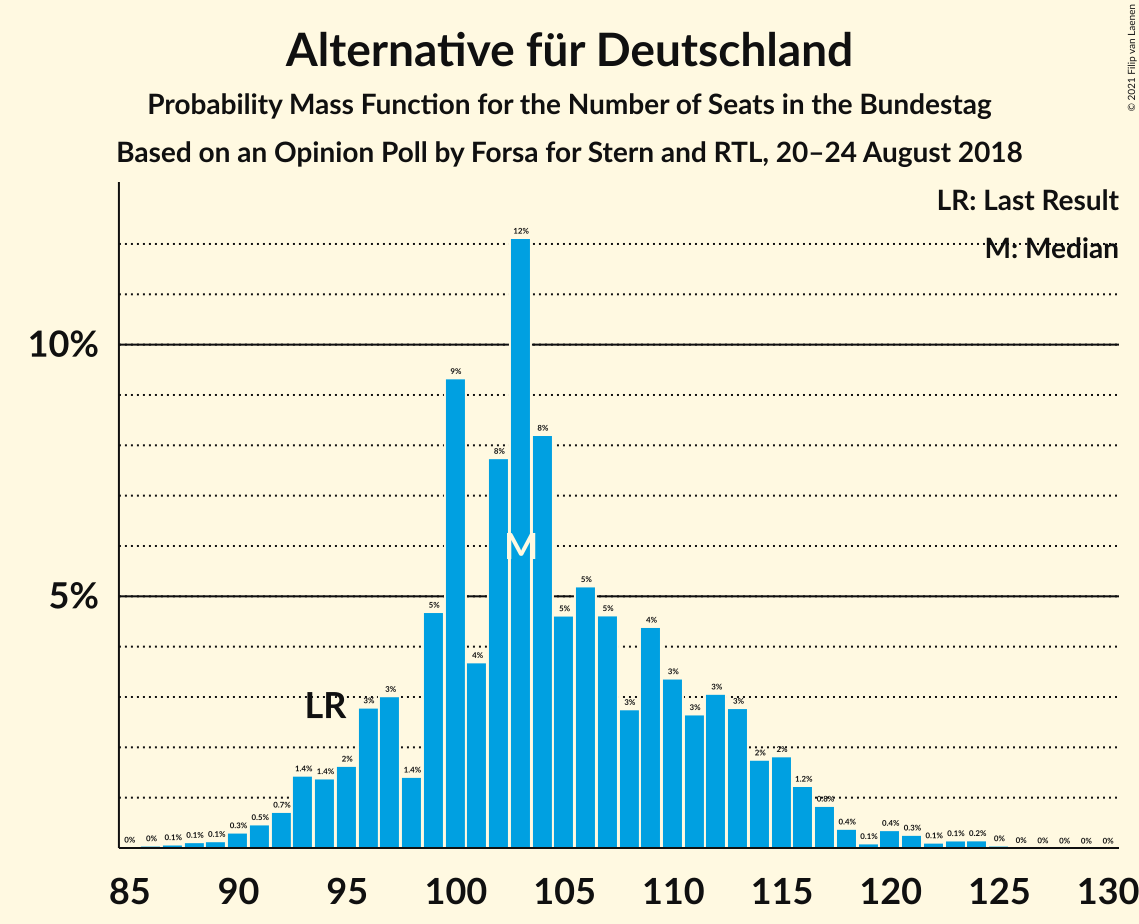 Alternative für Deutschland
Probability Mass Function for the Number of Seats in the Bundestag
Based on an Opinion Poll by Forsa for Stern and RTL, 20–24 August 2018
© 2021 Filip van Laenen
LR: Last Result
M: Median
10%
5%
LR
M
0% 0% 0.1% 0.1% 0.1% 0.3% 0.5% 0.7% 1.4% 1.4% 2% 3% 3% 1.4% 5% 9% 4% 8% 12% 8% 5% 5% 5% 3% 4% 3% 3% 3% 3% 2% 2% 1.2% 0.8% 0.4% 0.1% 0.4% 0.3% 0.1% 0.1% 0.2% 0% 0% 0% 0% 0% 0%
85 90 95 100 105 110 115 120 125 130